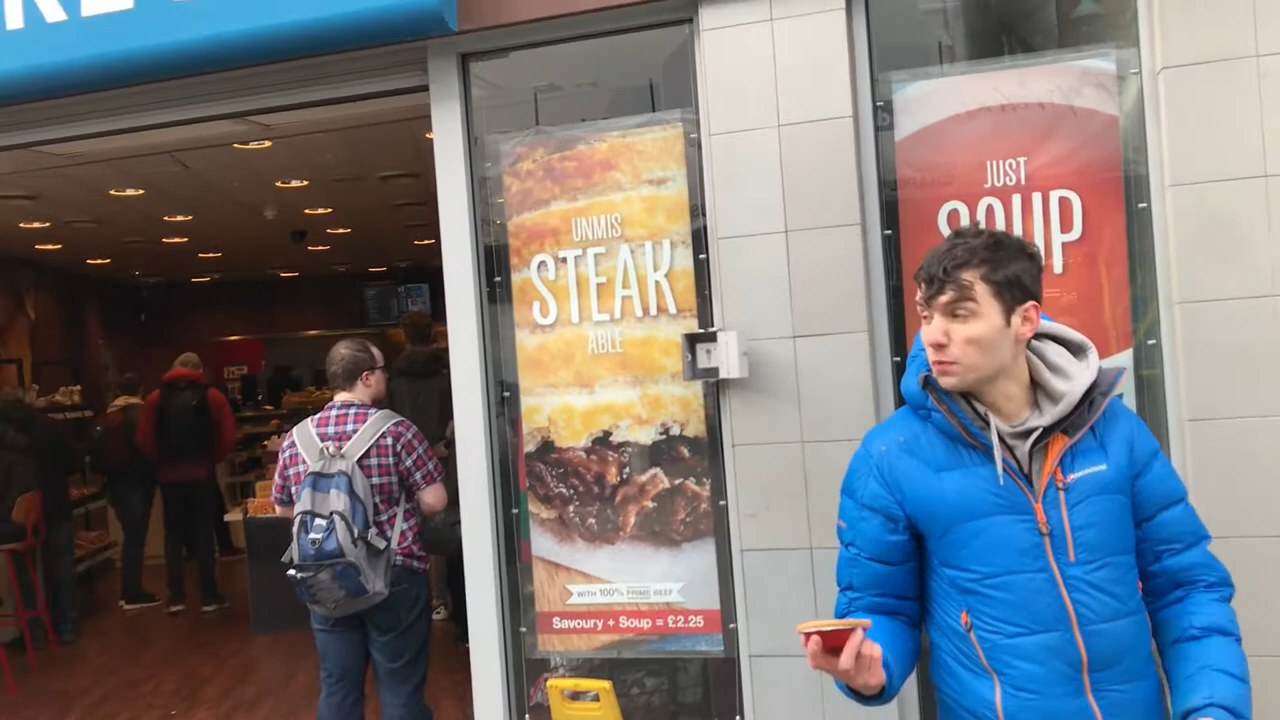 UNMIS
STEAK
ABLE
WITH 100% PRIME BEEF
Savoury + Soup = £2.25
JUST
SOUP